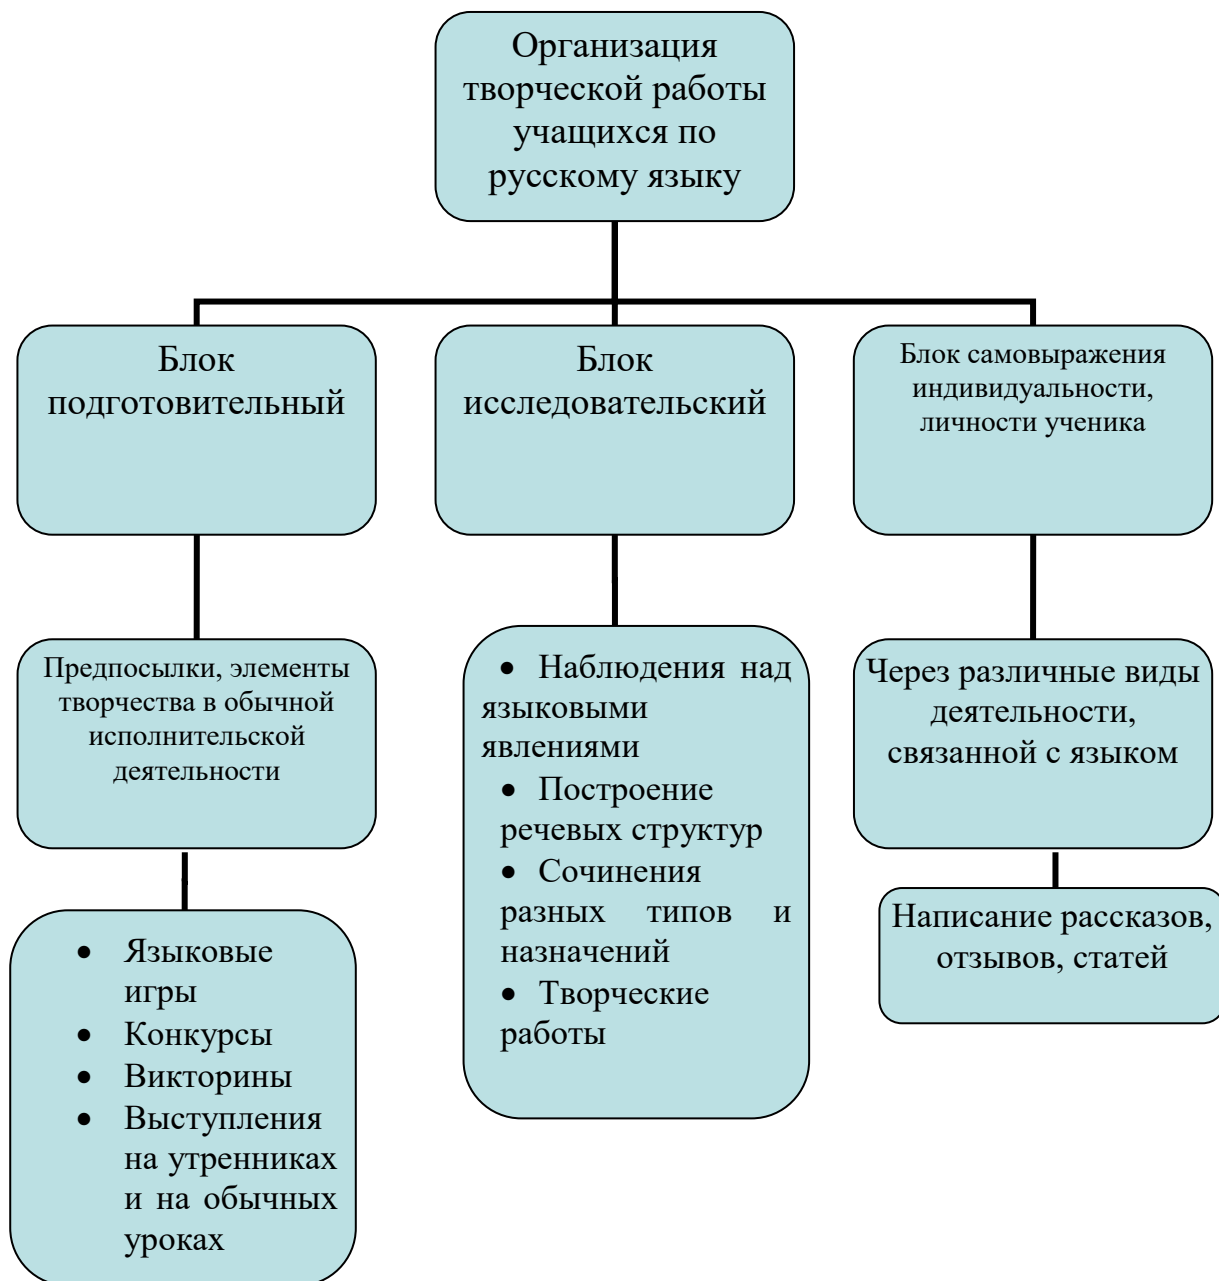 Организация
творческой работы
учащихся по
русскому языку
Блок
подготовительный
Блок
исследовательский
Блок самовыражения
индивидуальности,
личности ученика
Предпосылки, элементы
творчества в обычной
исполнительской
деятельности
• Наблюдения над
языковыми
явлениями
• Построение
речевых структур
• Сочинения
разных типов и
назначений
• Творческие
работы
Через различные виды
деятельности,
связанной с языком
• Языковые
игры
• Конкурсы
• Викторины
• Выступления
на утренниках
и на обычных
уроках
Написание рассказов,
отзывов, статей